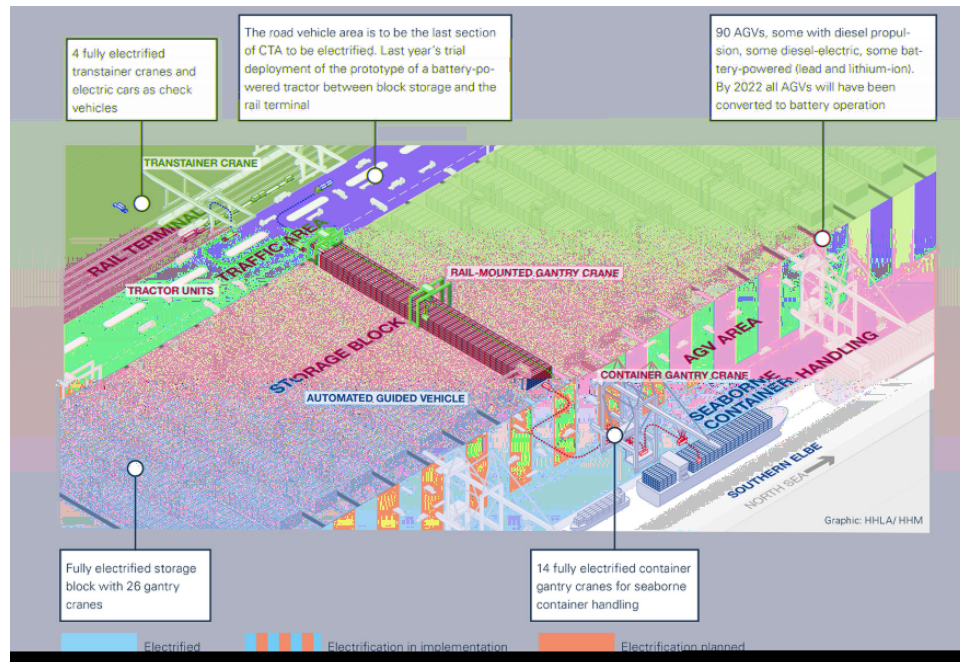 4 fully electrified
transtainer cranes and
electric cars as check
vehicles
The road vehicle area is to be the last section
of CTA to be electrified. Last year's trial
deployment of the prototype of a battery-po-
wered tractor between block storage and the
rail terminal
90 AGVs, some with diesel propul-
sion, some diesel-electric, some bat-
tery-powered (lead and lithium-ion).
By 2022 all AGVs will have been
converted to battery operation
TRANSTAINER CRANE
RAIL TERMINAL
TRAFFIC AREA
TRACTOR UNITS
RAIL-MOUNTED GANTRY CRANE
STORAGE BLOCK
AGV AREA
CONTAINER GANTRY CRANE
AUTOMATED GUIDED VEHICLE
SEABORNE
CONTAINER HANDLING
SOUTHERN ELBE
NORTH SEA
Graphic: HHLA/ HHM
Fully electrified storage
block with 26 gantry
cranes
14 fully electrified container
gantry cranes for seaborne
container handling
Electrified
Electrification in implementation
Electrification planned